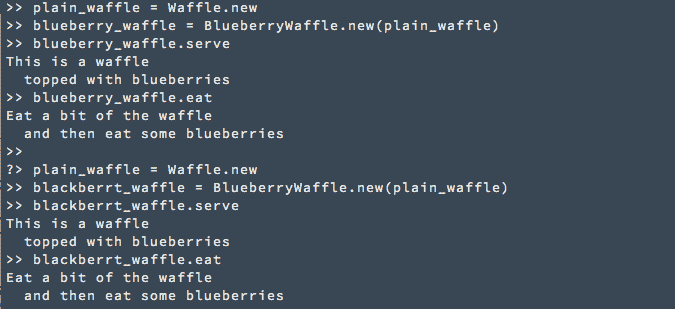 >> plain_waffle = Waffle.new
>> blueberry_waffle = BlueberryWaffle.new(plain_waffle)
>> blueberry_waffle.serve
This is a waffle
  topped with blueberries
>> blueberry_waffle.eat
Eat a bit of the waffle
  and then eat some blueberries
>>
?> plain_waffle = Waffle.new
>> blackberrt_waffle = BlueberryWaffle.new(plain_waffle)
>> blackberrt_waffle.serve
This is a waffle
  topped with blueberries
>> blackberrt_waffle.eat
Eat a bit of the waffle
  and then eat some blueberries